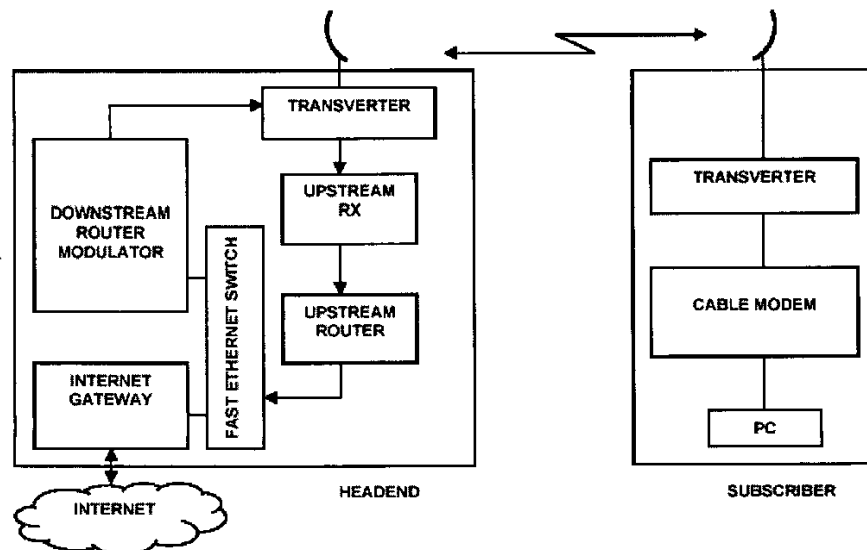 TRANSVERTER
UPSTREAM
RX
DOWNSTREAM
ROUTER
MODULATOR
FAST ETHERNET SWITCH
UPSTREAM
ROUTER
INTERNET
GATEWAY
INTERNET
HEADEND
TRANSVERTER
CABLE MODEM
PC
SUBSCRIBER